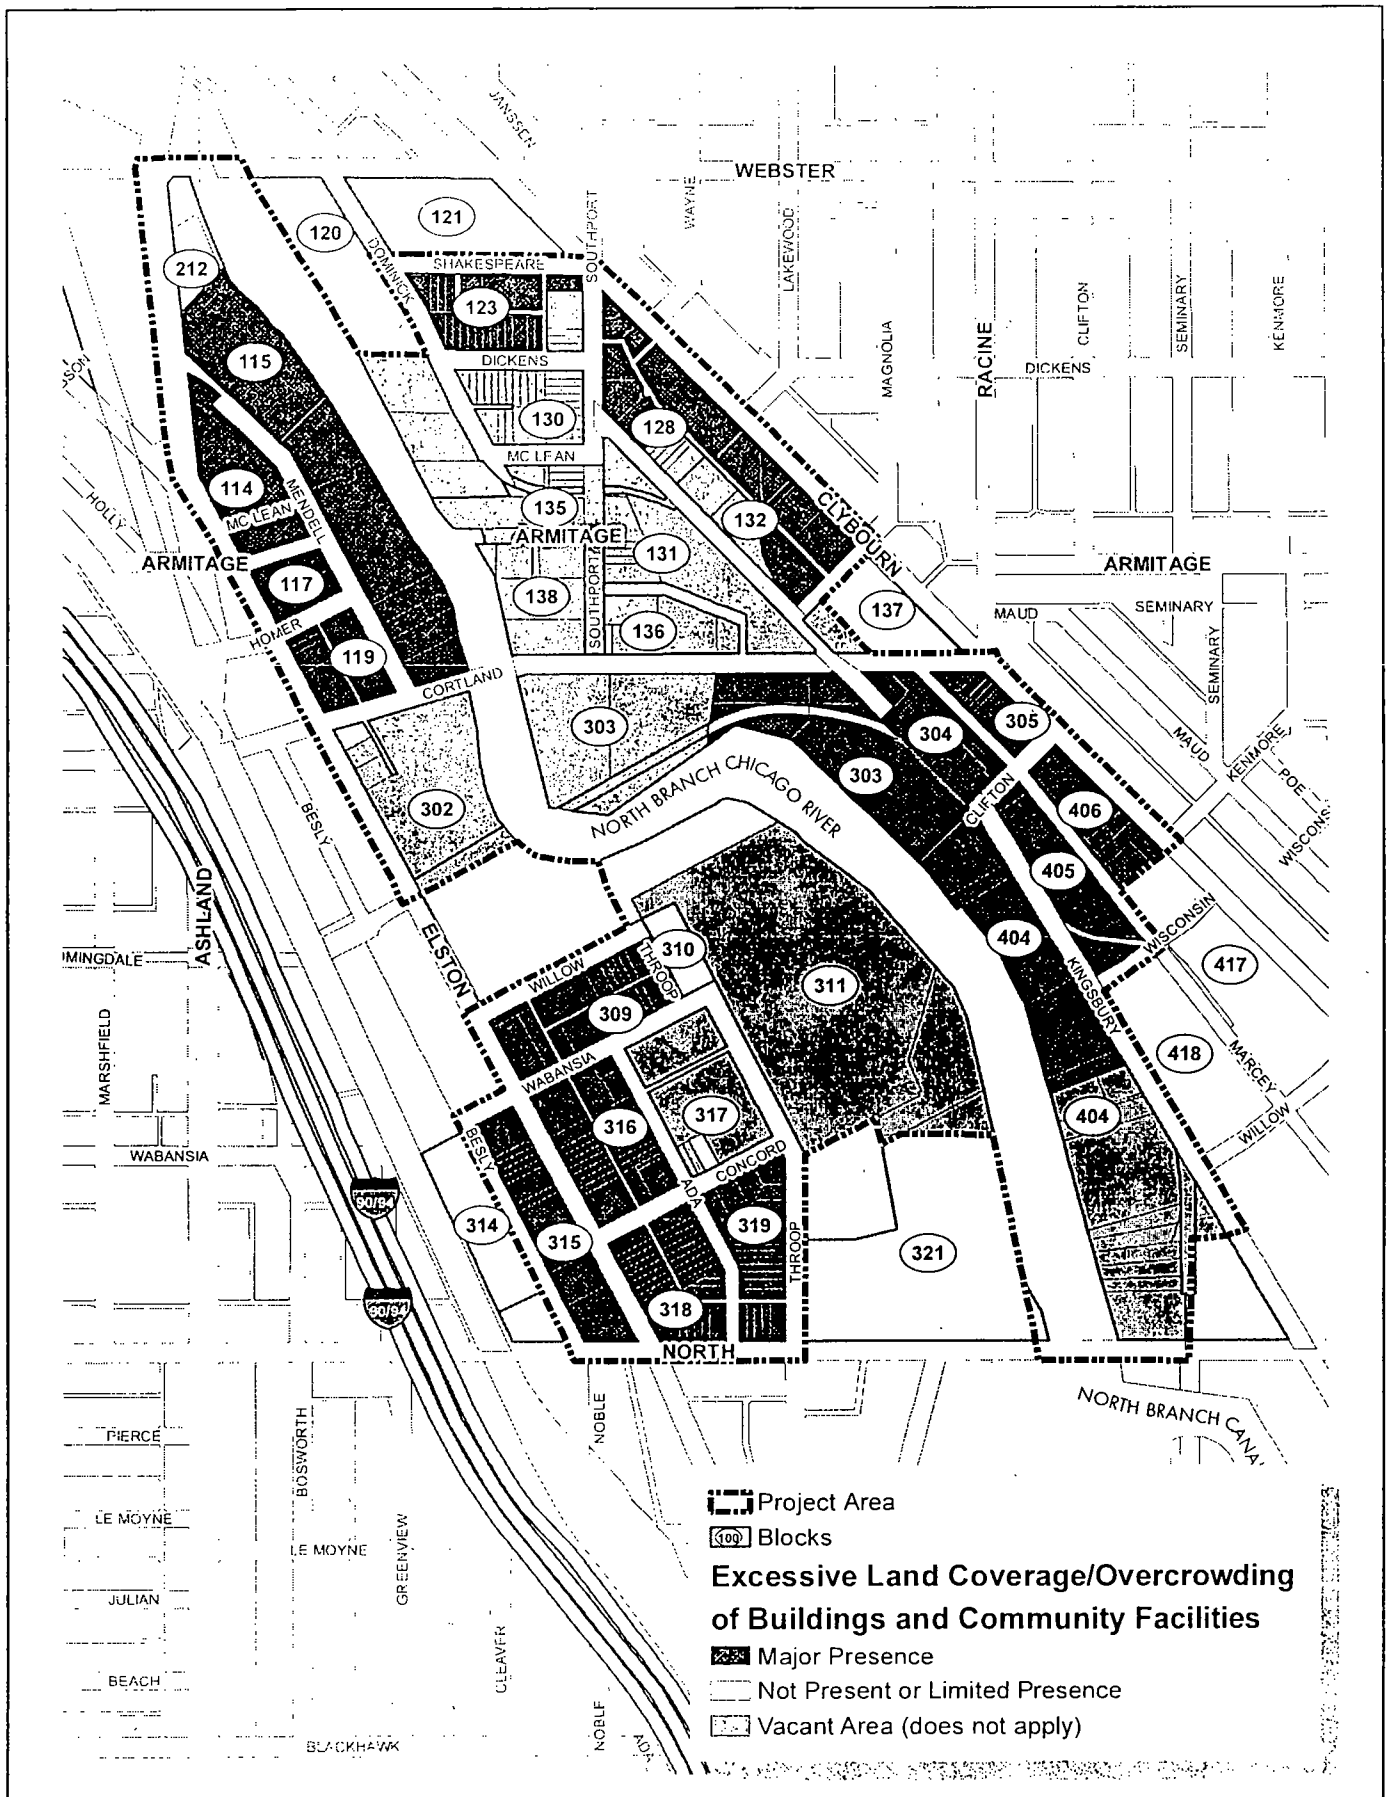 JANSSEN
WEBSTER
WAYNE
SOUTHPORT
LAKEWOOD
121
120
DOMINICK
212
SHAKESPEARE
123
MAGNOLIA
RACINE
CLIFTON
SEMINARY
KENMORE
115
DICKENS
DICKENS
130
128
MC LEAN
HOLLY
114
MENDELL
MC LEAN
135
132
CLYBOURN
ARMITAGE
ARMITAGE
131
ARMITAGE
117
138
SOUTHPORT
137
MAUD
SEMINARY
HOMER
136
SEMINARY
119
CORTLAND
303
304
305
MAUD
KENMORE
POE
303
NORTH BRANCH CHICAGO RIVER
302
CLIFTON
406
WISCONS
BESLY
405
ASHLAND
ELSTON
WISCONSIN
404
310
417
MINGDALE
WILLOW
THROOP
311
309
KINGSBURY
MARSHFIELD
WABANSIA
418
MARCEY
317
404
316
WILLOW
BESLY
WABANSIA
CONCORD
ADA
90/94
314
315
319
THROOP
321
90/94
318
NORTH
NOBLE
NORTH BRANCH CANA
PIERCE
BOSWORTH
LE MOYNE
LE MOYNE
GREENVIEW
JULIAN
CLEAVER
BEACH
NOBLE
ADA
BLACKHAWK
Project Area
100 Blocks
Excessive Land Coverage/Overcrowding
of Buildings and Community Facilities
Major Presence
Not Present or Limited Presence
Vacant Area (does not apply)